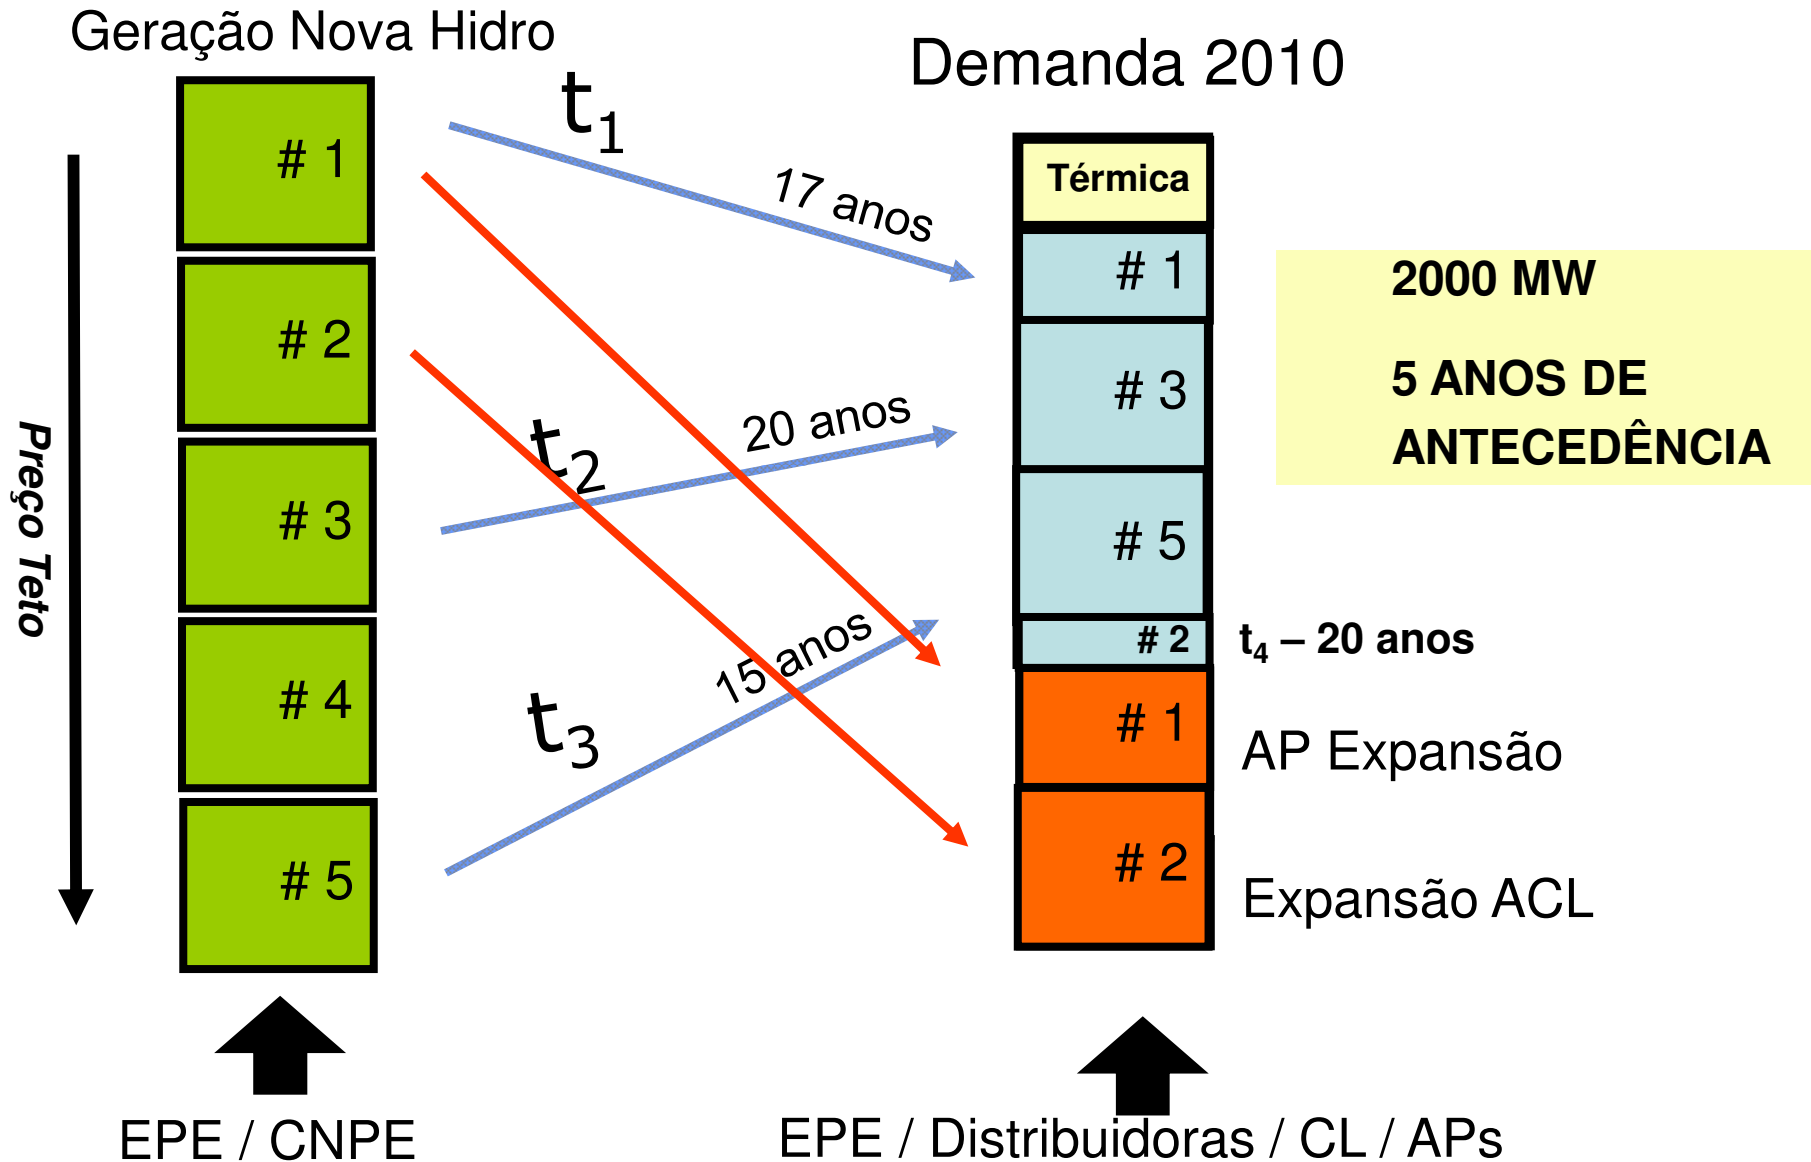 Geração Nova Hidro
Demanda 2010
Preço Teto
# 1
# 2
# 3
# 4
# 5
t1
17 anos
t2
20 anos
t3
15 anos
Térmica
# 1
# 3
# 5
# 2
t4 – 20 anos
# 1
AP Expansão
# 2
Expansão ACL
2000 MW
5 ANOS DE
ANTECEDÊNCIA
EPE / CNPE
EPE / Distribuidoras / CL / APs